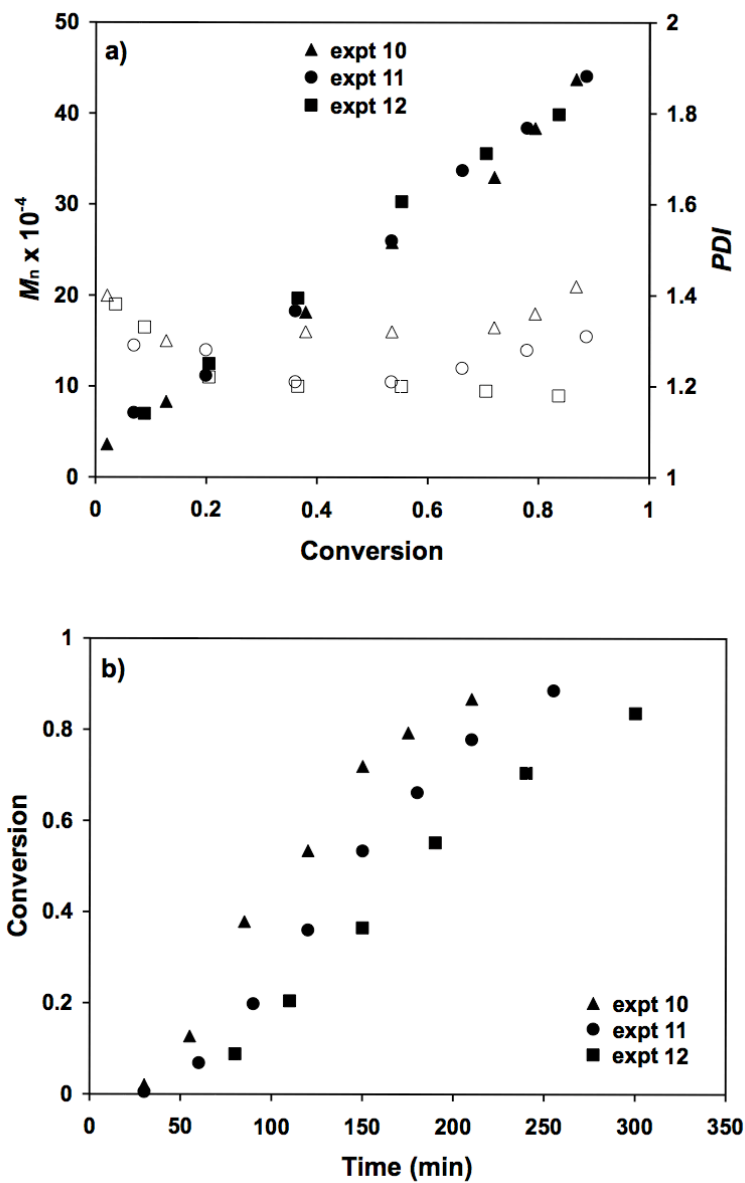 a)
expt 10
expt 11
expt 12
50
40
30
20
10
0
Mₙ x 10⁻⁴
2
1.8
1.6
1.4
1.2
1
PDI
0 0.2 0.4 0.6 0.8 1
Conversion
b)
1
0.8
0.6
0.4
0.2
0
Conversion
expt 10
expt 11
expt 12
0 50 100 150 200 250 300 350
Time (min)